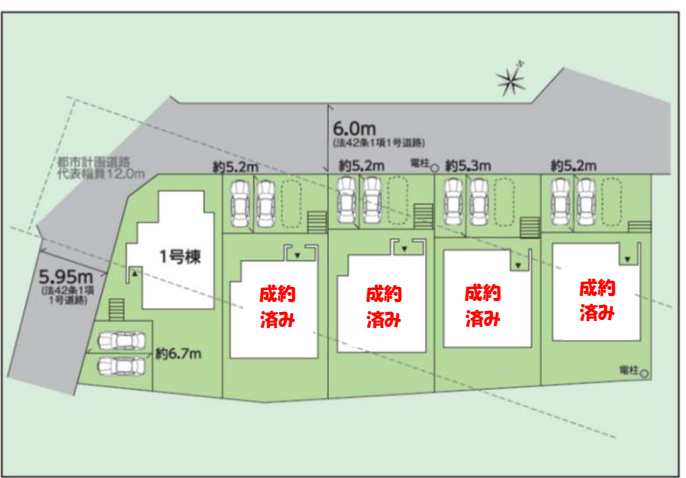 N
6.0m
(法42条1項1号道路)
都市計画道路
代表幅員12.0m
約5.2m
約5.2m
電柱
約5.3m
約5.2m
1号棟
5.95m
(法42条1項
1号道路)
成約
済み
成約
済み
成約
済み
成約
済み
約6.7m
電柱